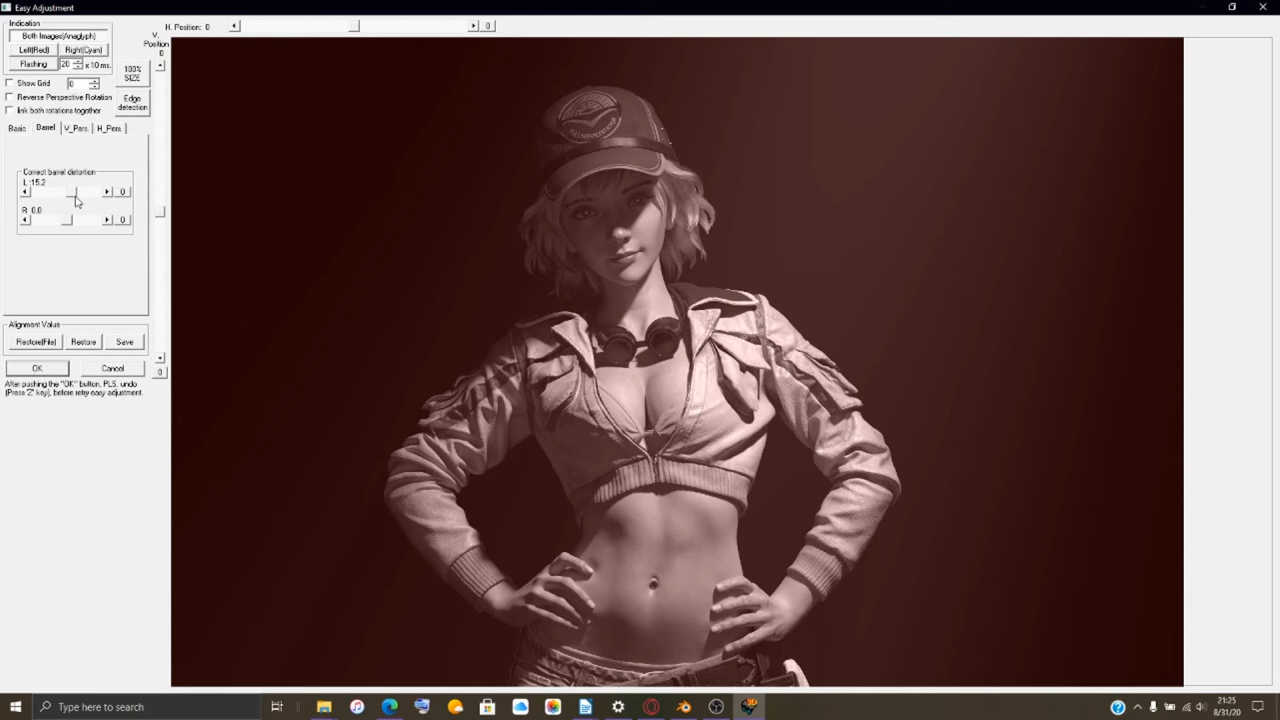 Easy Adjustment
Indication
Both Images(Anaglyph)
Left(Red) Right(Cyan)
Flashing 20 x 10 ms.
Show Grid 0
Reverse Perspective Rotation
link both rotations together
V. Position 0
H. Position: 0
0
100% SIZE
Edge detection
Basic Barrel V_Pers. H_Pers.
Correct barrel distortion
L :15.2
0
R 0.0
0
Alignment Value
Restore(File) Restore Save
OK Cancel
0
After pushing the "OK" button, PLS. undo
(Press 'Z' key), before retry easy adjustment.
Type here to search
21:25
8/31/20